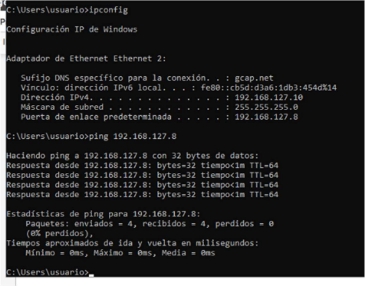 C:\Users\usuario>ipconfig
Configuración IP de Windows
Adaptador de Ethernet Ethernet 2:
Sufijo DNS específico para la conexión. . : gcap.net
Vínculo: dirección IPv6 local. . . : fe80::cb5d:d3a6:1db3:454d%14
Dirección IPv4. . . . . . . . . . . . . . : 192.168.127.10
Máscara de subred . . . . . . . . . . . . : 255.255.255.0
Puerta de enlace predeterminada . . . . . : 192.168.127.8
C:\Users\usuario>ping 192.168.127.8
Haciendo ping a 192.168.127.8 con 32 bytes de datos:
Respuesta desde 192.168.127.8: bytes=32 tiempo<1m TTL=64
Respuesta desde 192.168.127.8: bytes=32 tiempo<1m TTL=64
Respuesta desde 192.168.127.8: bytes=32 tiempo<1m TTL=64
Respuesta desde 192.168.127.8: bytes=32 tiempo<1m TTL=64
Estadísticas de ping para 192.168.127.8:
Paquetes: enviados = 4, recibidos = 4, perdidos = 0
(0% perdidos),
Tiempos aproximados de ida y vuelta en milisegundos:
Mínimo = 0ms, Máximo = 0ms, Media = 0ms
C:\Users\usuario>